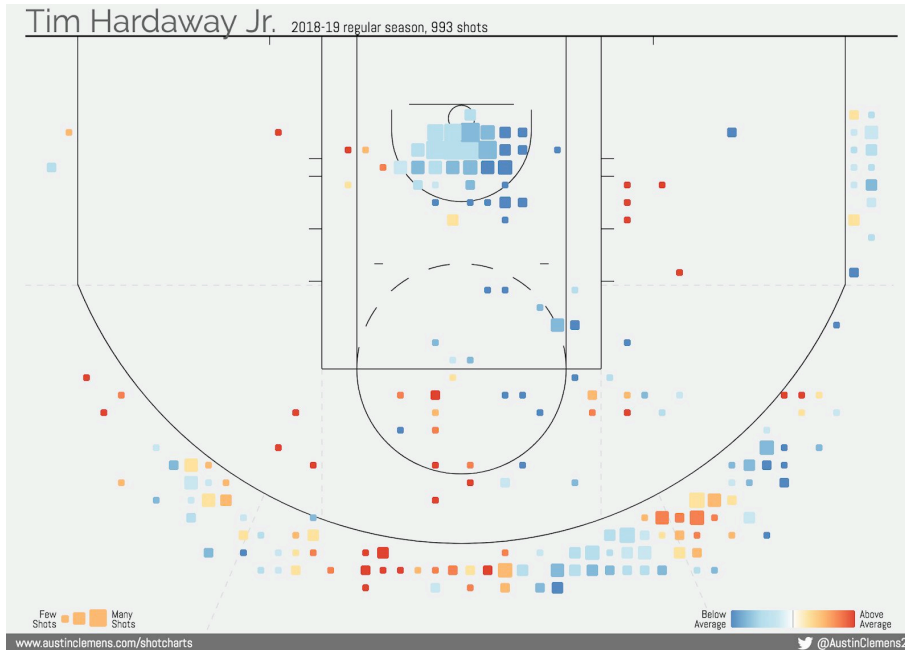 Tim Hardaway Jr. 2018-19 regular season, 993 shots
Few Shots
Many Shots
Below Average
Above Average
www.austinclemens.com/shotcharts
@AustinClemens2